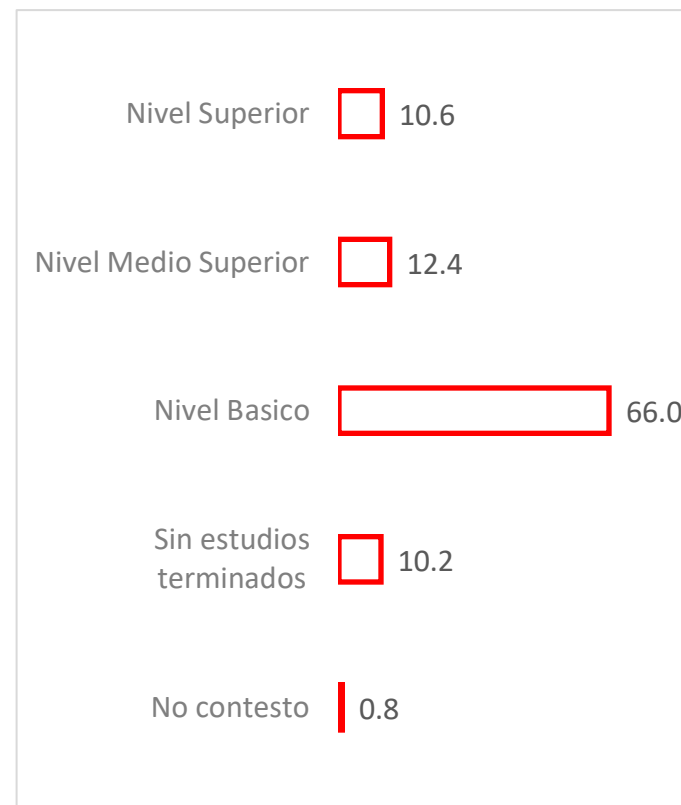 Nivel Superior 10.6
Nivel Medio Superior 12.4
Nivel Basico 66.0
Sin estudios
terminados 10.2
No contesto 0.8